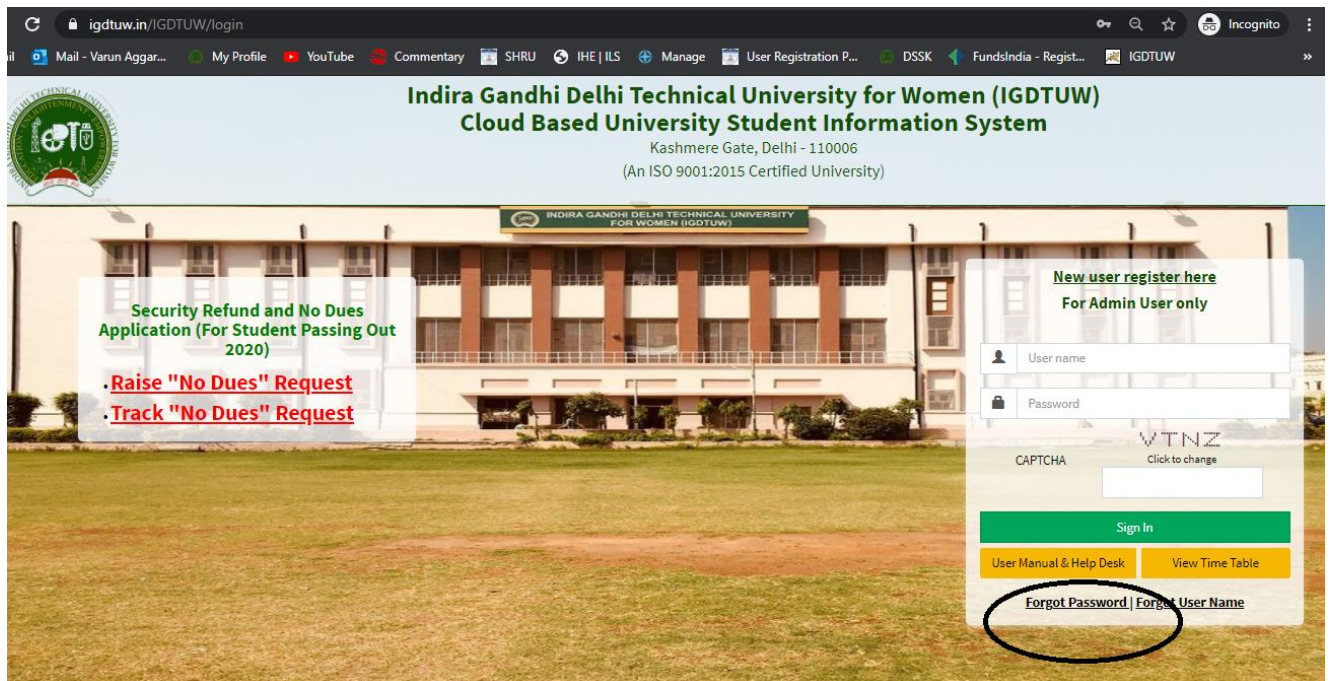 igdtuw.in/IGDTUW/login
Incognito
il Mail - Varun Aggar... My Profile YouTube Commentary SHRU IHE | ILS Manage User Registration P... DSSK FundsIndia - Regist... IGDTUW »
Indira Gandhi Delhi Technical University for Women (IGDTUW)
Cloud Based University Student Information System
Kashmere Gate, Delhi - 110006
(An ISO 9001:2015 Certified University)
INDIRA GANDHI DELHI TECHNICAL UNIVERSITY
FOR WOMEN (IGDTUW)
Security Refund and No Dues
Application (For Student Passing Out
2020)
• Raise "No Dues" Request
• Track "No Dues" Request
New user register here
For Admin User only
User name
Password
VTNZ
CAPTCHA
Click to change
Sign In
User Manual & Help Desk
View Time Table
Forgot Password | Forgot User Name